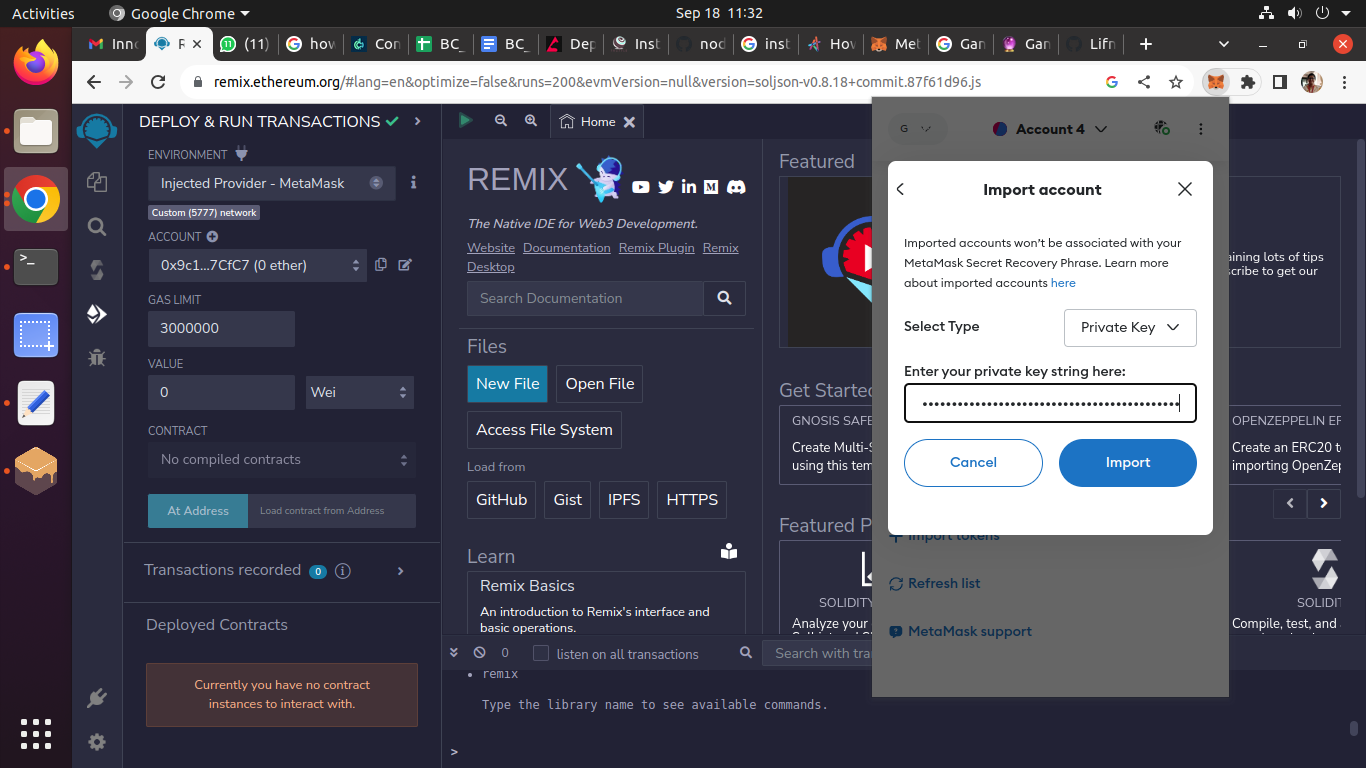 Activities
Google Chrome
Sep 18 11:32
Inno
R
(11)
how
Con
BC_
BC_
Dep
Inst
nod
inst
How
Met
Gan
Gan
Lifn
remix.ethereum.org/#lang=en&optimize=false&runs=200&evmVersion=null&version=soljson-v0.8.18+commit.87f61d96.js
DEPLOY & RUN TRANSACTIONS
ENVIRONMENT
Injected Provider - MetaMask
Custom (5777) network
ACCOUNT
0x9c1...7CfC7 (0 ether)
GAS LIMIT
3000000
VALUE
0
Wei
CONTRACT
No compiled contracts
At Address
Load contract from Address
Transactions recorded 0
Deployed Contracts
Currently you have no contract
instances to interact with.
Home
REMIX
The Native IDE for Web3 Development.
Website Documentation Remix Plugin Remix
Desktop
Search Documentation
Files
New File
Open File
Access File System
Load from
GitHub
Gist
IPFS
HTTPS
Learn
Remix Basics
An introduction to Remix's interface and
basic operations.
0
listen on all transactions
Search with tra
remix
Type the library name to see available commands.
>
Featured
aining lots of tips
scribe to get our
Get Started
GNOSIS SAFE
Create Multi-S
using this tem
OPENZEPPELIN ER
Create an ERC20 to
importing OpenZep
Featured P
SOLIDITY
Analyze your
SOLIDIT
Compile, test, and
G
Account 4
Import account
Imported accounts won't be associated with your
MetaMask Secret Recovery Phrase. Learn more
about imported accounts here
Select Type
Private Key
Enter your private key string here:
Cancel
Import
Import tokens
Refresh list
MetaMask support